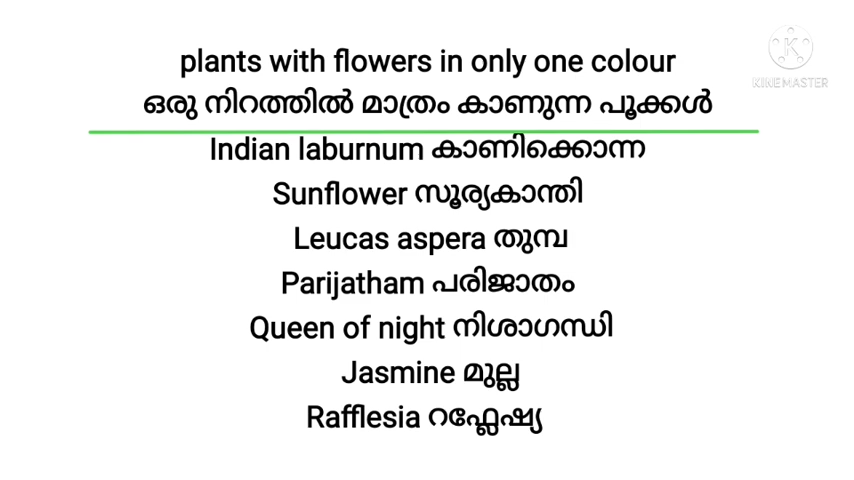 plants with flowers in only one colour
ഒരു നിറത്തിൽ മാത്രം കാണുന്ന പൂക്കൾ
Indian laburnum കാണിക്കൊന്ന
Sunflower സൂര്യകാന്തി
Leucas aspera തുമ്പ
Parijatham പരിജാതം
Queen of night നിശാഗന്ധി
Jasmine മുല്ല
Rafflesia റഫ്ലേഷ്യ
K
KINEMASTER